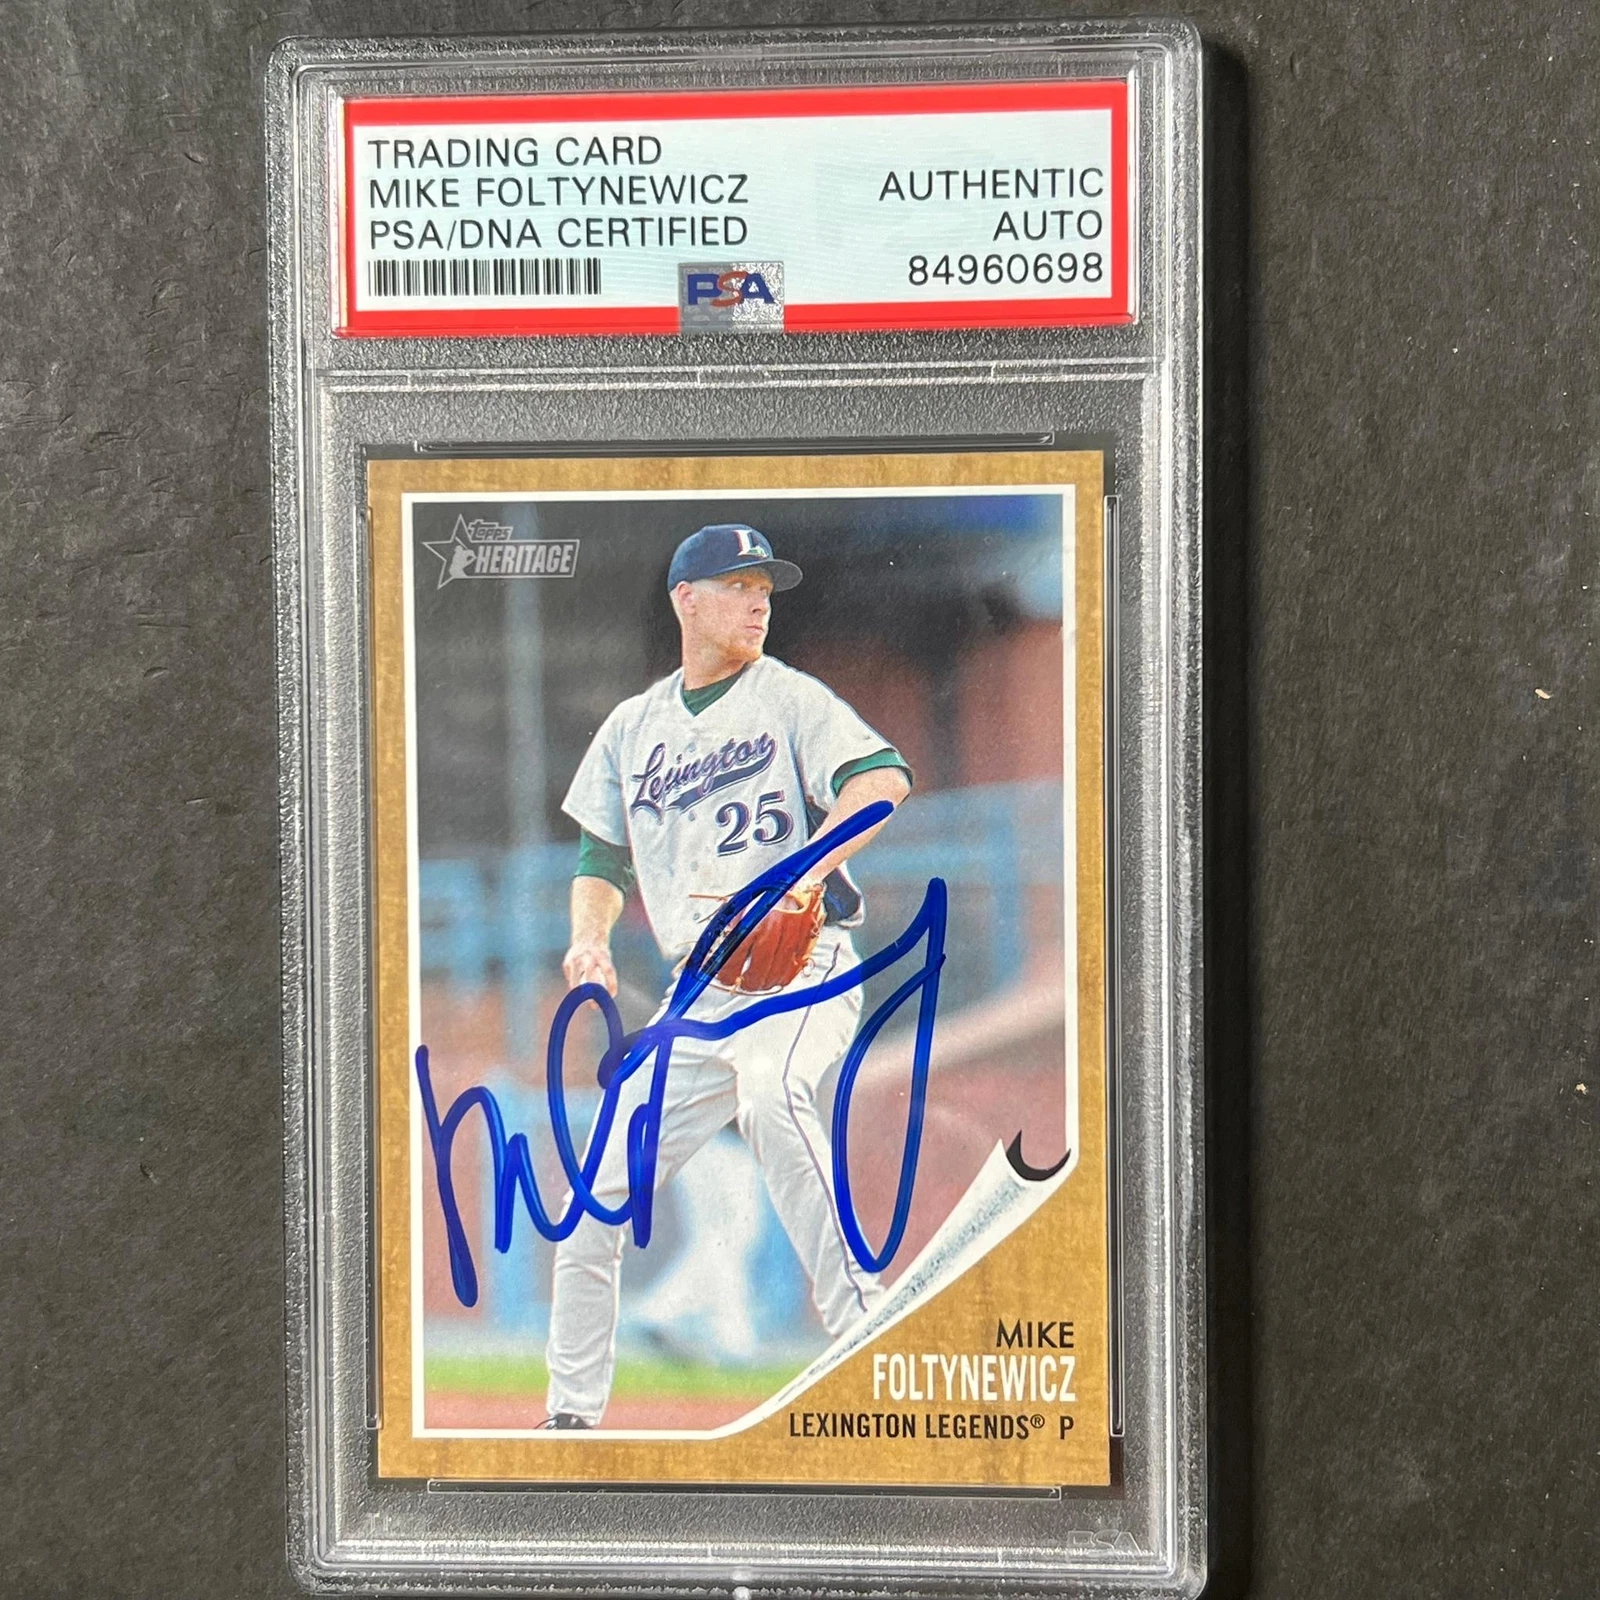 TRADING CARD
MIKE FOLTYNEWICZ
PSA/DNA CERTIFIED
AUTHENTIC
AUTO
84960698
PSA
TOPPS
HERITAGE
L
Lexington
25
MIKE
FOLTYNEWICZ
LEXINGTON LEGENDS® P
PSA